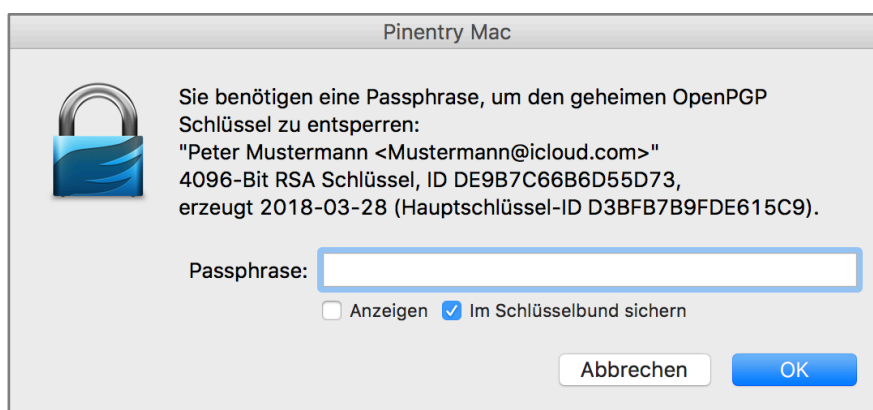 Pinentry Mac
Sie benötigen eine Passphrase, um den geheimen OpenPGP
Schlüssel zu entsperren:
"Peter Mustermann <Mustermann@icloud.com>"
4096-Bit RSA Schlüssel, ID DE9B7C66B6D55D73,
erzeugt 2018-03-28 (Hauptschlüssel-ID D3BFB7B9FDE615C9).
Passphrase:
Anzeigen Im Schlüsselbund sichern
Abbrechen OK